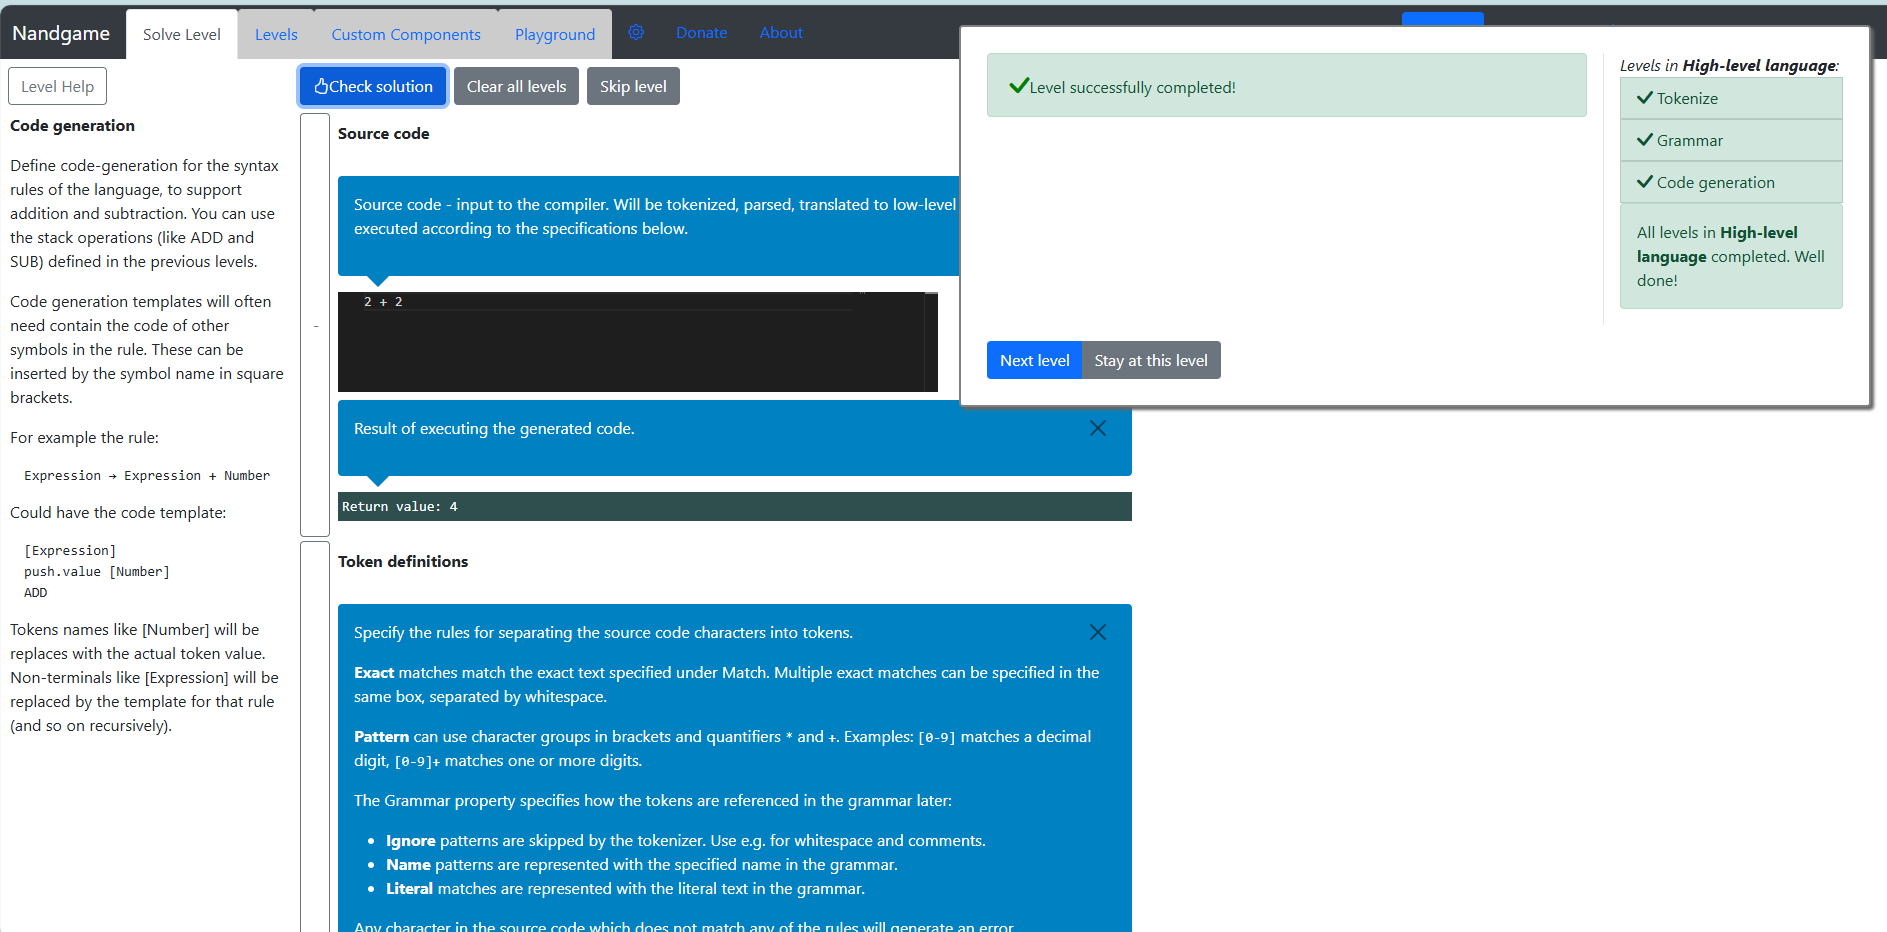 Nandgame
Solve Level
Levels
Custom Components
Playground
Donate
About
Level Help
Check solution
Clear all levels
Skip level
Code generation
Define code-generation for the syntax
rules of the language, to support
addition and subtraction. You can use
the stack operations (like ADD and
SUB) defined in the previous levels.
Code generation templates will often
need contain the code of other
symbols in the rule. These can be
inserted by the symbol name in square
brackets.
For example the rule:
Expression → Expression + Number
Could have the code template:
[Expression]
push.value [Number]
ADD
Tokens names like [Number] will be
replaces with the actual token value.
Non-terminals like [Expression] will be
replaced by the template for that rule
(and so on recursively).
-
Source code
Source code - input to the compiler. Will be tokenized, parsed, translated to low-level
executed according to the specifications below.
2 + 2
Result of executing the generated code.
Return value: 4
Token definitions
Specify the rules for separating the source code characters into tokens.
Exact matches match the exact text specified under Match. Multiple exact matches can be specified in the
same box, separated by whitespace.
Pattern can use character groups in brackets and quantifiers * and +. Examples: [0-9] matches a decimal
digit, [0-9]+ matches one or more digits.
The Grammar property specifies how the tokens are referenced in the grammar later:
• Ignore patterns are skipped by the tokenizer. Use e.g. for whitespace and comments.
• Name patterns are represented with the specified name in the grammar.
• Literal matches are represented with the literal text in the grammar.
Any character in the source code which does not match any of the rules will generate an error
Level successfully completed!
Next level
Stay at this level
Levels in High-level language:
Tokenize
Grammar
Code generation
All levels in High-level
language completed. Well
done!